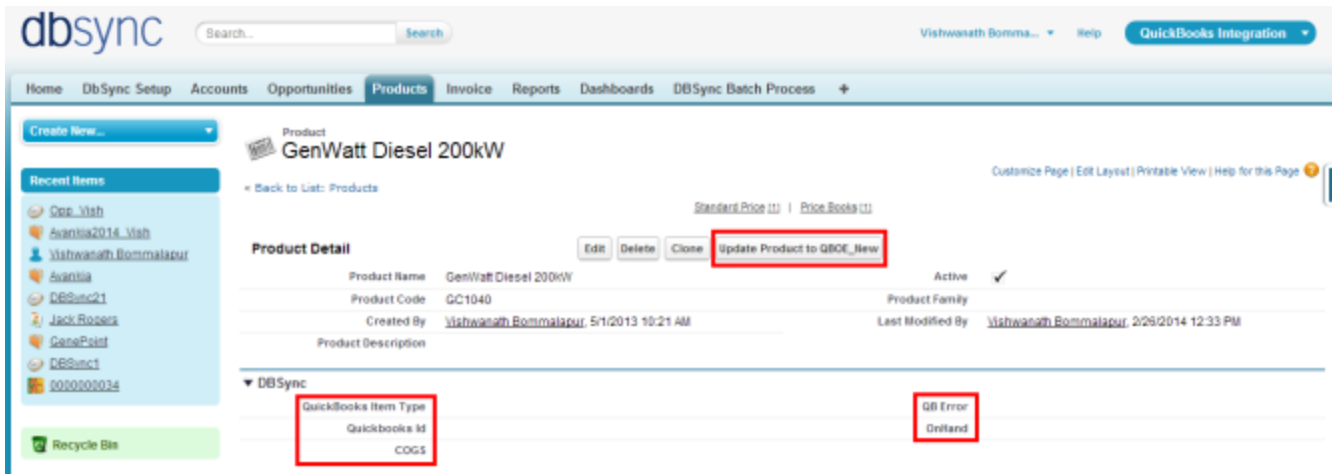 dbsync
Search... Search Vishwanath Bomma... Help QuickBooks Integration
Home DbSync Setup Accounts Opportunities Products Invoice Reports Dashboards DBSync Batch Process +
Create New...
Product
GenWatt Diesel 200kW
Customize Page | Edit Layout | Printable View | Help for this Page
Recent Items
« Back to List: Products
Standard Price [1] | Price Books [1]
Opp_Vish
Avankia2014_Vish
Vishwanath Bommalapur
Avankia
DBSync21
Jack Rogers
GenePoint
DBSync1
0000000034
Recycle Bin
Product Detail Edit Delete Clone Update Product to QBOE_New
Product Name GenWatt Diesel 200kW Active
Product Code GC1040 Product Family
Created By Vishwanath Bommalapur, 5/1/2013 10:21 AM Last Modified By Vishwanath Bommalapur, 2/26/2014 12:33 PM
Product Description
DBSync
QuickBooks Item Type QB Error
Quickbooks Id OnHand
COGS